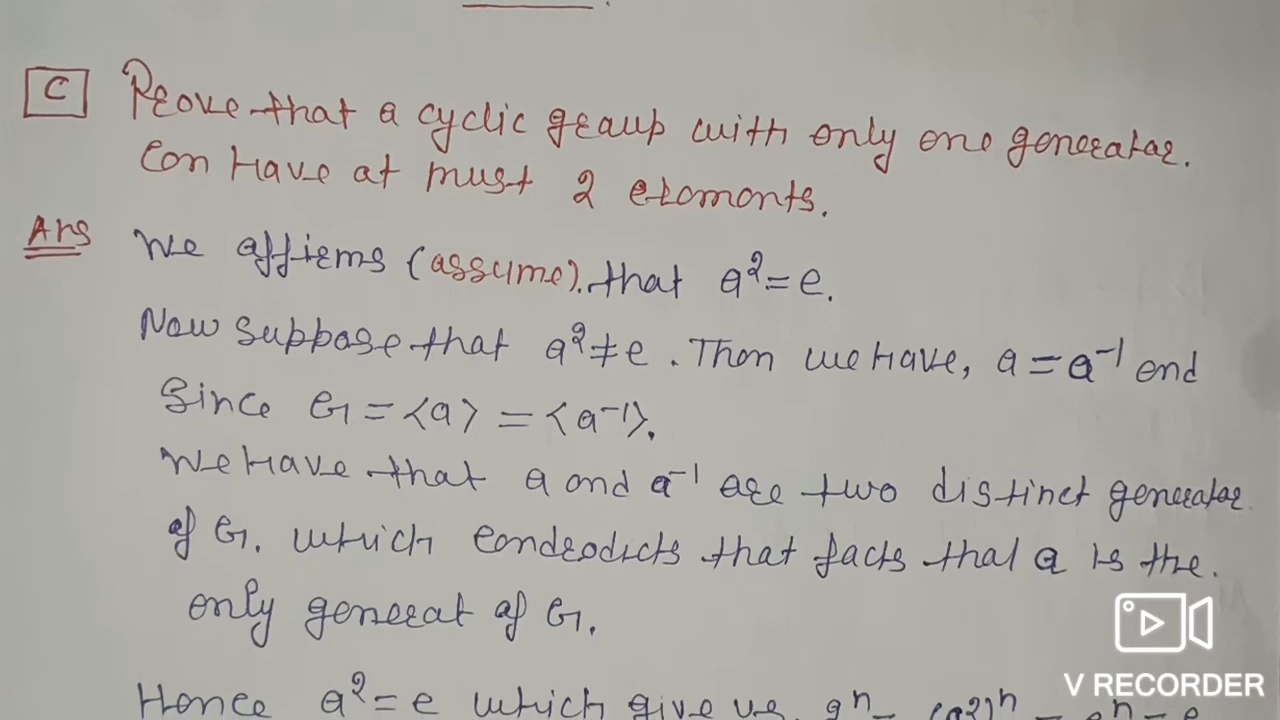 C Prove that a cyclic group with only one generator.
Con Have at must 2 elements.
Ans We affirms (assume). that a²=e.
Now suppose that a²≠e. Then we have, a = a⁻¹ and
Since G = <a> = <a⁻¹>.
We Have that a and a⁻¹ are two distinct generator
of G. which condrodicts that facts that a is the.
only generat of G.
Hence a²=e which give us
V RECORDER